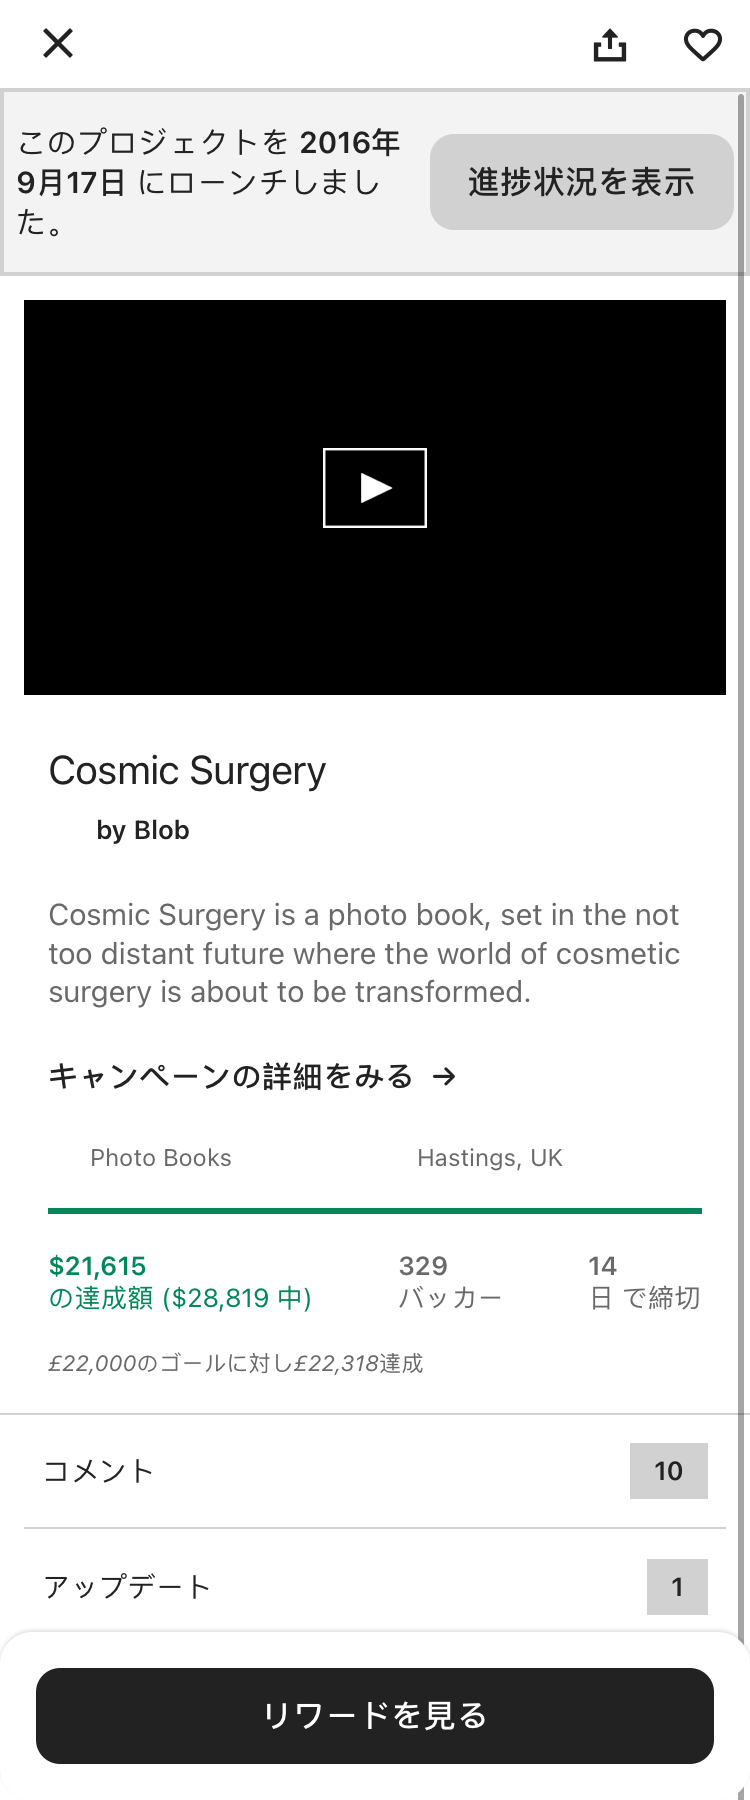 このプロジェクトを 2016年
9月17日 にローンチしまし
た。
進捗状況を表示
Cosmic Surgery
by Blob
Cosmic Surgery is a photo book, set in the not
too distant future where the world of cosmetic
surgery is about to be transformed.
キャンペーンの詳細をみる →
Photo Books
Hastings, UK
$21,615
の達成額 ($28,819 中)
329
バッカー
14
日 で締切
£22,000のゴールに対し£22,318達成
コメント
10
アップデート
1
リワードを見る